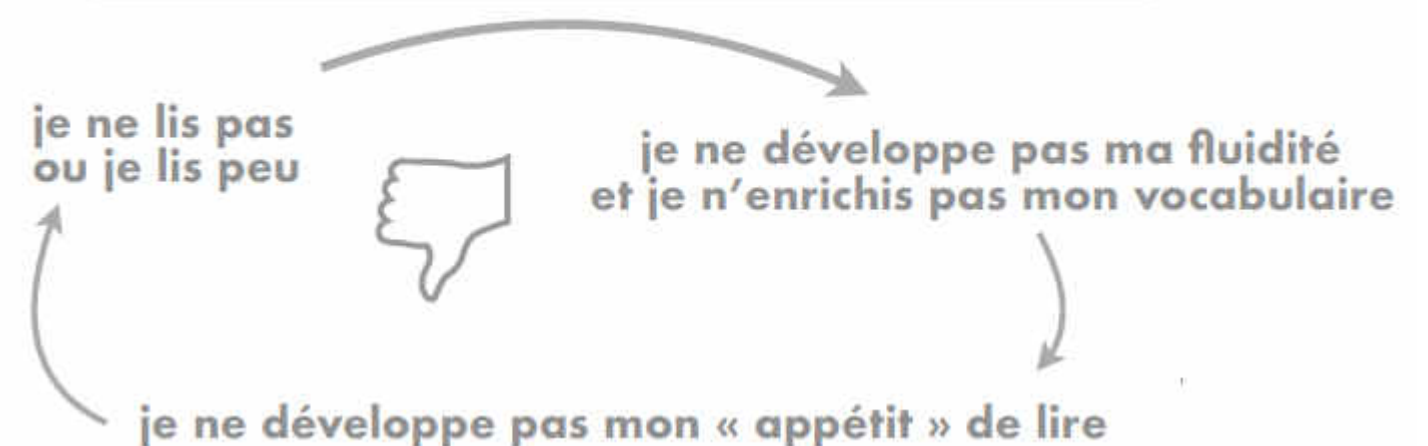 je ne lis pas
ou je lis peu
je ne développe pas ma fluidité
et je n'enrichis pas mon vocabulaire
je ne développe pas mon « appétit » de lire